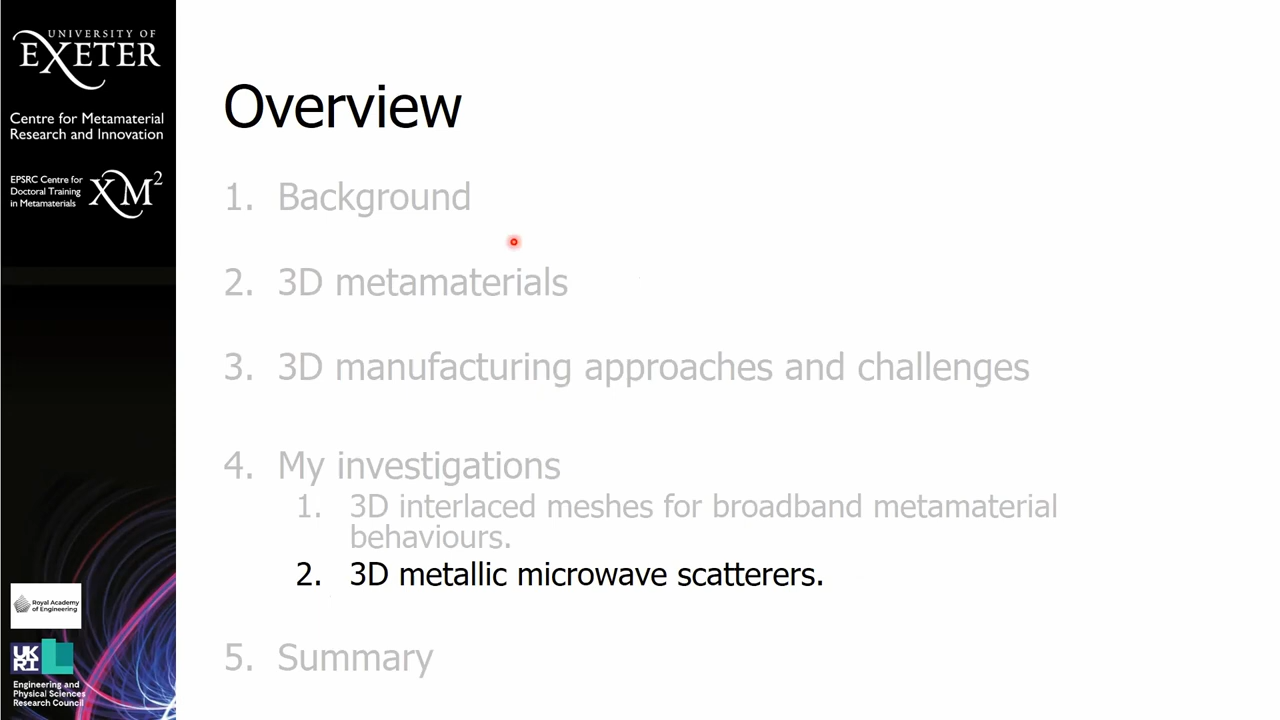 UNIVERSITY OF
EXETER
Centre for Metamaterial
Research and Innovation
EPSRC Centre for
Doctoral Training
in Metamaterials
XM²
Overview
1. Background
2. 3D metamaterials
3. 3D manufacturing approaches and challenges
4. My investigations
1. 3D interlaced meshes for broadband metamaterial
behaviours.
2. 3D metallic microwave scatterers.
5. Summary
Royal Academy
of Engineering
UK
RI
Engineering and
Physical Sciences
Research Council